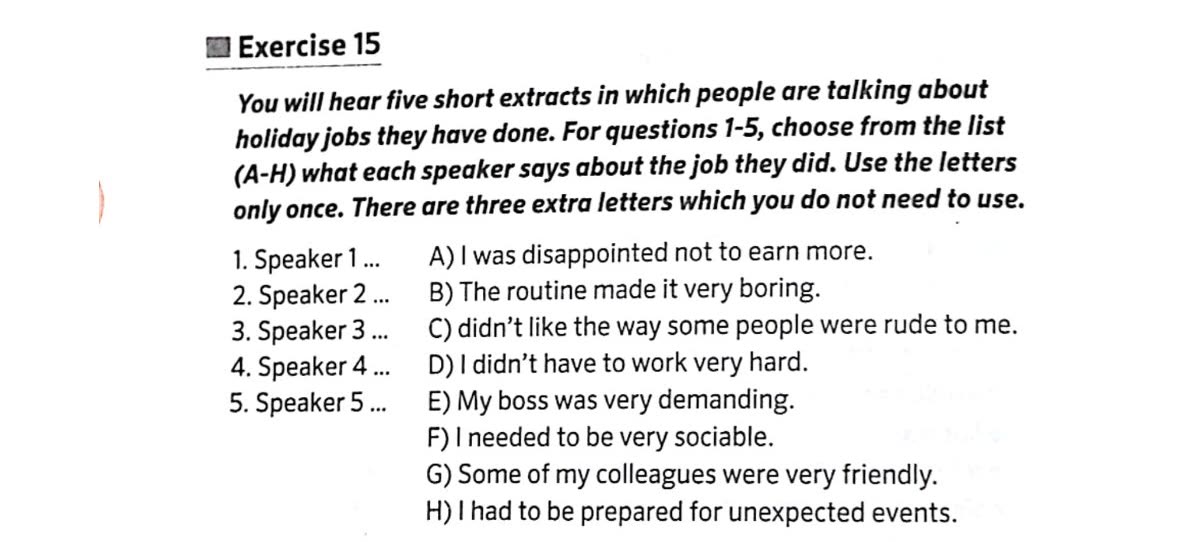 Exercise 15
You will hear five short extracts in which people are talking about
holiday jobs they have done. For questions 1-5, choose from the list
(A-H) what each speaker says about the job they did. Use the letters
only once. There are three extra letters which you do not need to use.
1. Speaker 1 ... A) I was disappointed not to earn more.
2. Speaker 2 ... B) The routine made it very boring.
3. Speaker 3 ... C) didn't like the way some people were rude to me.
4. Speaker 4 ... D) I didn't have to work very hard.
5. Speaker 5 ... E) My boss was very demanding.
F) I needed to be very sociable.
G) Some of my colleagues were very friendly.
H) I had to be prepared for unexpected events.